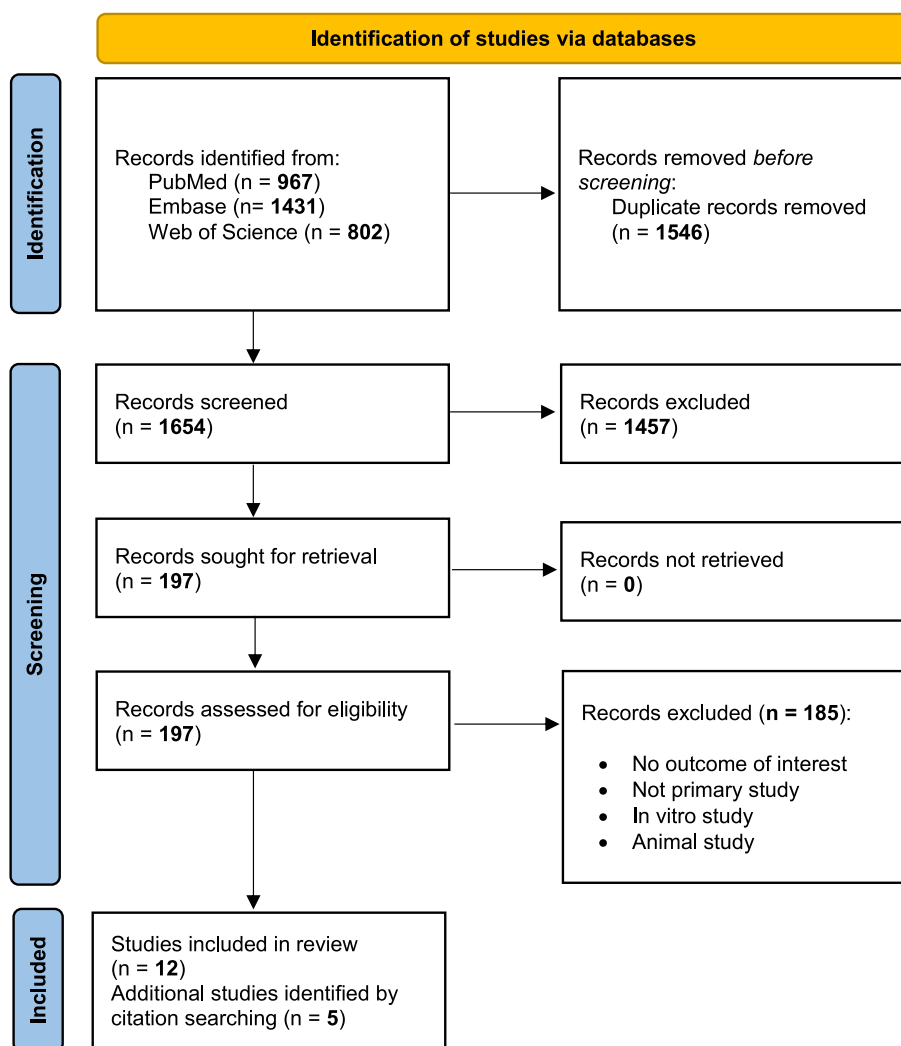 Identification of studies via databases
Identification
Records identified from:
PubMed (n = 967)
Embase (n= 1431)
Web of Science (n = 802)
Records removed before
screening:
Duplicate records removed
(n = 1546)
Screening
Records screened
(n = 1654)
Records excluded
(n = 1457)
Records sought for retrieval
(n = 197)
Records not retrieved
(n = 0)
Records assessed for eligibility
(n = 197)
Records excluded (n = 185):
• No outcome of interest
• Not primary study
• In vitro study
• Animal study
Included
Studies included in review
(n = 12)
Additional studies identified by
citation searching (n = 5)